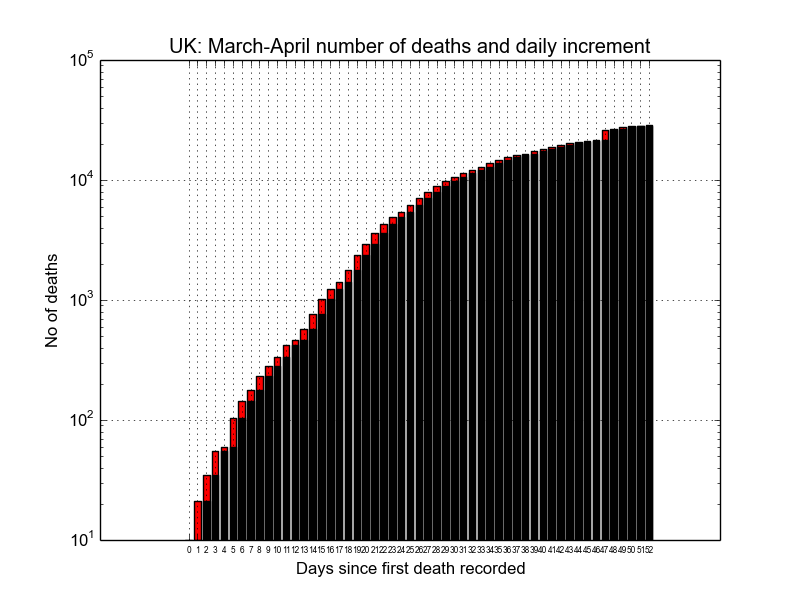 UK: March-April number of deaths and daily increment
10^5
10^4
10^3
10^2
10^1
No of deaths
0 1 2 3 4 5 6 7 8 9 10 11 12 13 14 15 16 17 18 19 20 21 22 23 24 25 26 27 28 29 30 31 32 33 34 35 36 37 38 39 40 41 42 43 44 45 46 47 48 49 50 51 52
Days since first death recorded